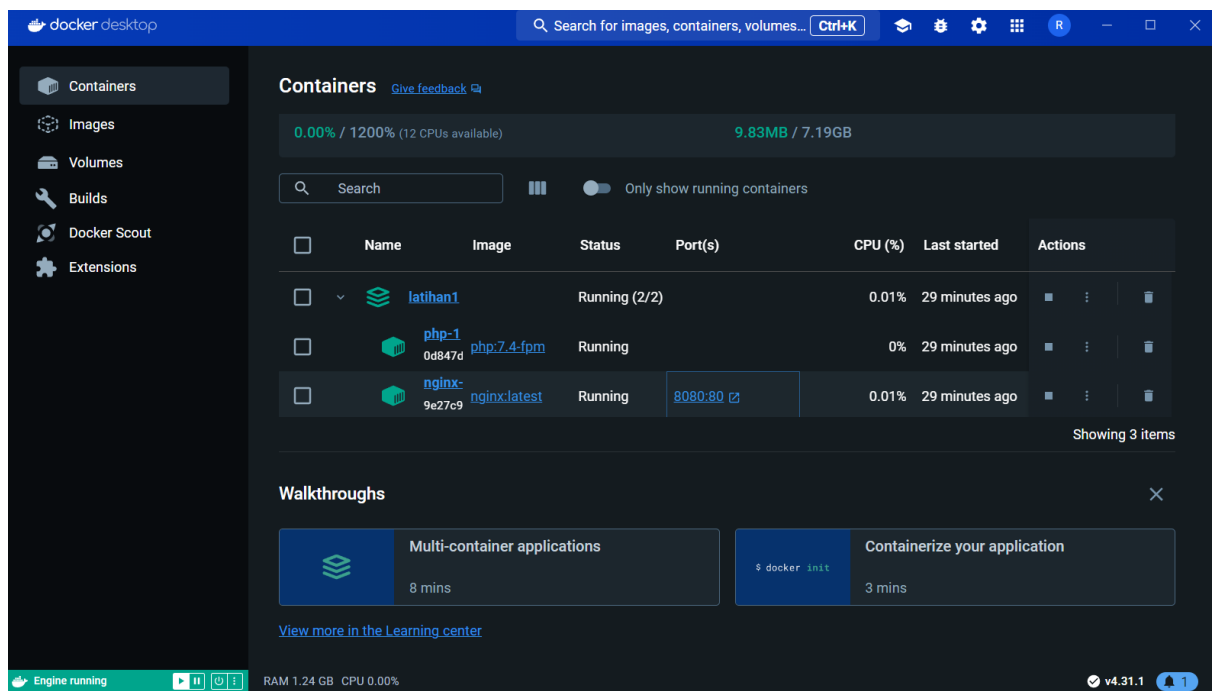 docker desktop
Search for images, containers, volumes... Ctrl+K
R
Containers
Images
Volumes
Builds
Docker Scout
Extensions
Containers Give feedback
0.00% / 1200% (12 CPUs available) 9.83MB / 7.19GB
Search Only show running containers
Name Image Status Port(s) CPU (%) Last started Actions
latihan1 Running (2/2) 0.01% 29 minutes ago
php-1
0d847d php:7.4-fpm Running 0% 29 minutes ago
nginx-
9e27c9 nginx:latest Running 8080:80 0.01% 29 minutes ago
Showing 3 items
Walkthroughs
Multi-container applications
8 mins
$ docker init
Containerize your application
3 mins
View more in the Learning center
Engine running RAM 1.24 GB CPU 0.00% v4.31.1 1